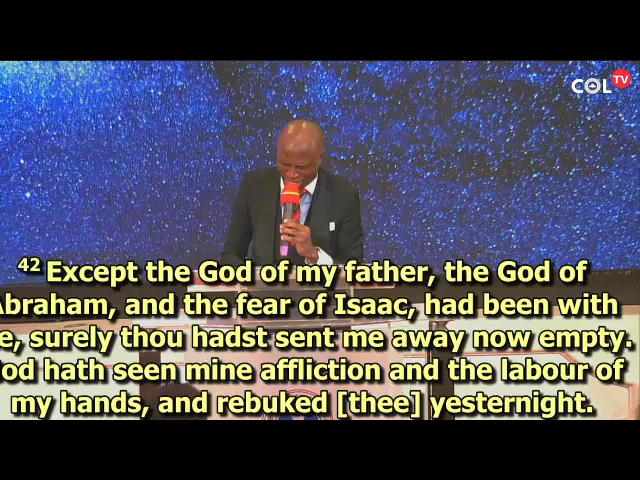 COL TV
42 Except the God of my father, the God of
Abraham, and the fear of Isaac, had been with
e, surely thou hadst sent me away now empty.
od hath seen mine affliction and the labour of
my hands, and rebuked [thee] yesternight.